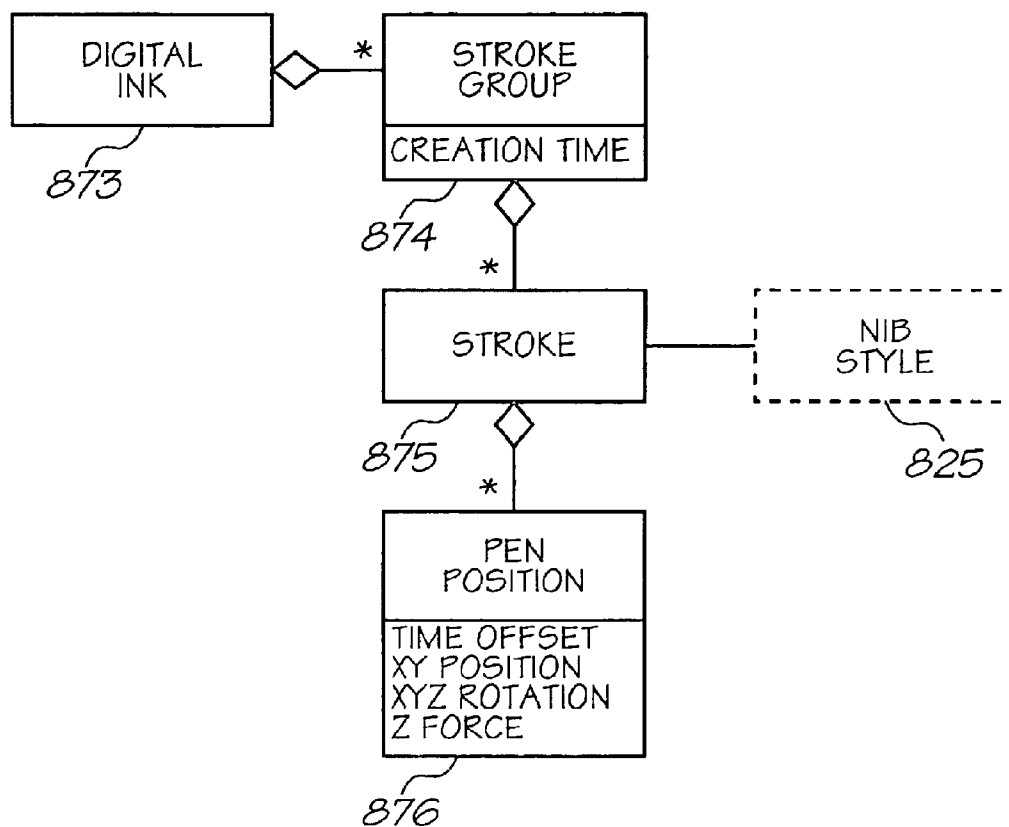 DIGITAL
INK
873
*
STROKE
GROUP
CREATION TIME
874
*
STROKE
875
NIB
STYLE
825
*
PEN
POSITION
TIME OFFSET
XY POSITION
XYZ ROTATION
Z FORCE
876